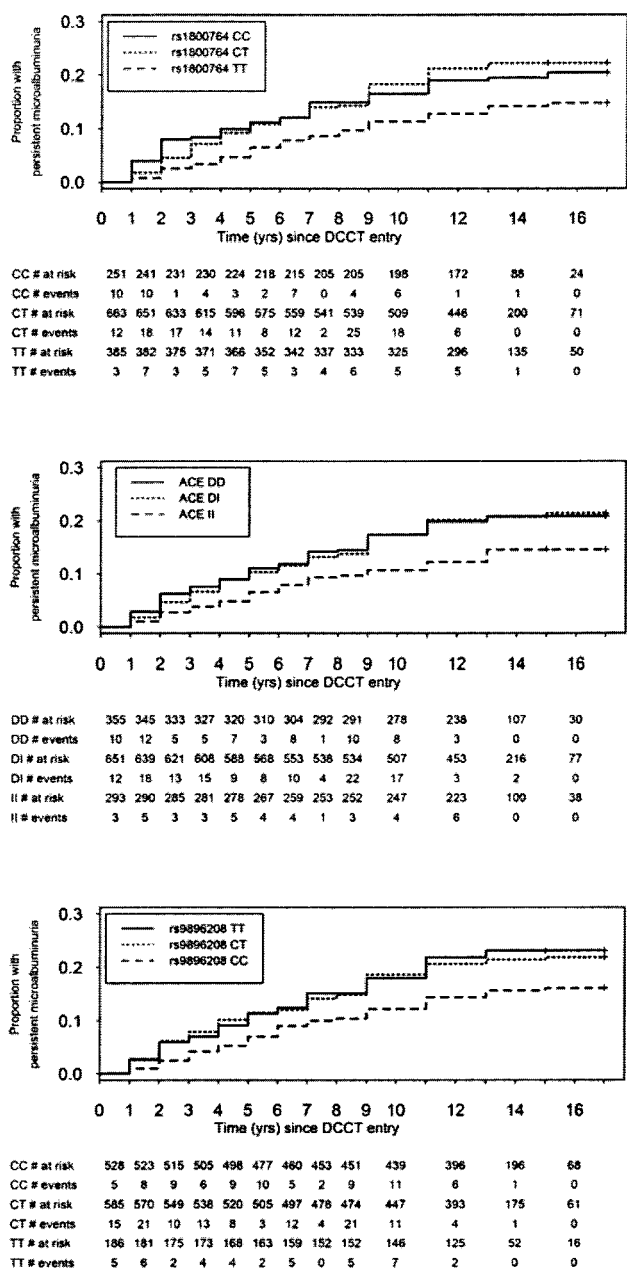 Proportion with
persistent microalbuminuria
0.3
0.2
0.1
0.0
rs1800764 CC
rs1800764 CT
rs1800764 TT
0 1 2 3 4 5 6 7 8 9 10 12 14 16
Time (yrs) since DCCT entry
CC # at risk 251 241 231 230 224 218 215 205 205 198 172 88 24
CC # events 10 10 1 4 3 2 7 0 4 6 1 1 0
CT # at risk 663 651 633 615 596 575 559 541 539 509 446 200 71
CT # events 12 18 17 14 11 8 12 2 25 18 6 0 0
TT # at risk 385 382 375 371 366 352 342 337 333 325 296 135 50
TT # events 3 7 3 5 7 5 3 4 6 5 5 1 0
Proportion with
persistent microalbuminuria
0.3
0.2
0.1
0.0
ACE DD
ACE DI
ACE II
0 1 2 3 4 5 6 7 8 9 10 12 14 16
Time (yrs) since DCCT entry
DD # at risk 355 345 333 327 320 310 304 292 291 278 238 107 30
DD # events 10 12 5 5 7 3 8 1 10 8 3 0 0
DI # at risk 651 639 621 608 588 568 553 538 534 507 453 216 77
DI # events 12 18 13 15 9 8 10 4 22 17 3 2 0
II # at risk 293 290 285 281 278 267 259 253 252 247 223 100 38
II # events 3 5 3 3 5 4 4 1 3 4 6 0 0
Proportion with
persistent microalbuminuria
0.3
0.2
0.1
0.0
rs9896208 TT
rs9896208 CT
rs9896208 CC
0 1 2 3 4 5 6 7 8 9 10 12 14 16
Time (yrs) since DCCT entry
CC # at risk 528 523 515 505 498 477 460 453 451 439 396 196 68
CC # events 5 8 9 6 9 10 5 2 9 11 6 1 0
CT # at risk 585 570 549 538 520 505 497 478 474 447 393 175 61
CT # events 15 21 10 13 8 3 12 4 21 11 4 1 0
TT # at risk 186 181 175 173 168 163 159 152 152 146 125 52 16
TT # events 5 6 2 4 4 2 5 0 5 7 2 0 0